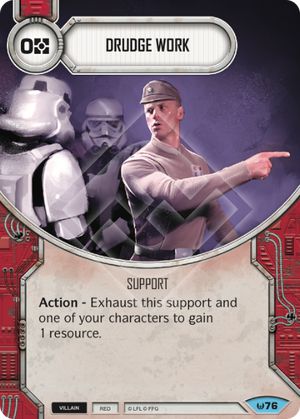 0
DRUDGE WORK
SUPPORT
Action - Exhaust this support and
one of your characters to gain
1 resource.
VILLAIN
RED
© LFL © FFG
76